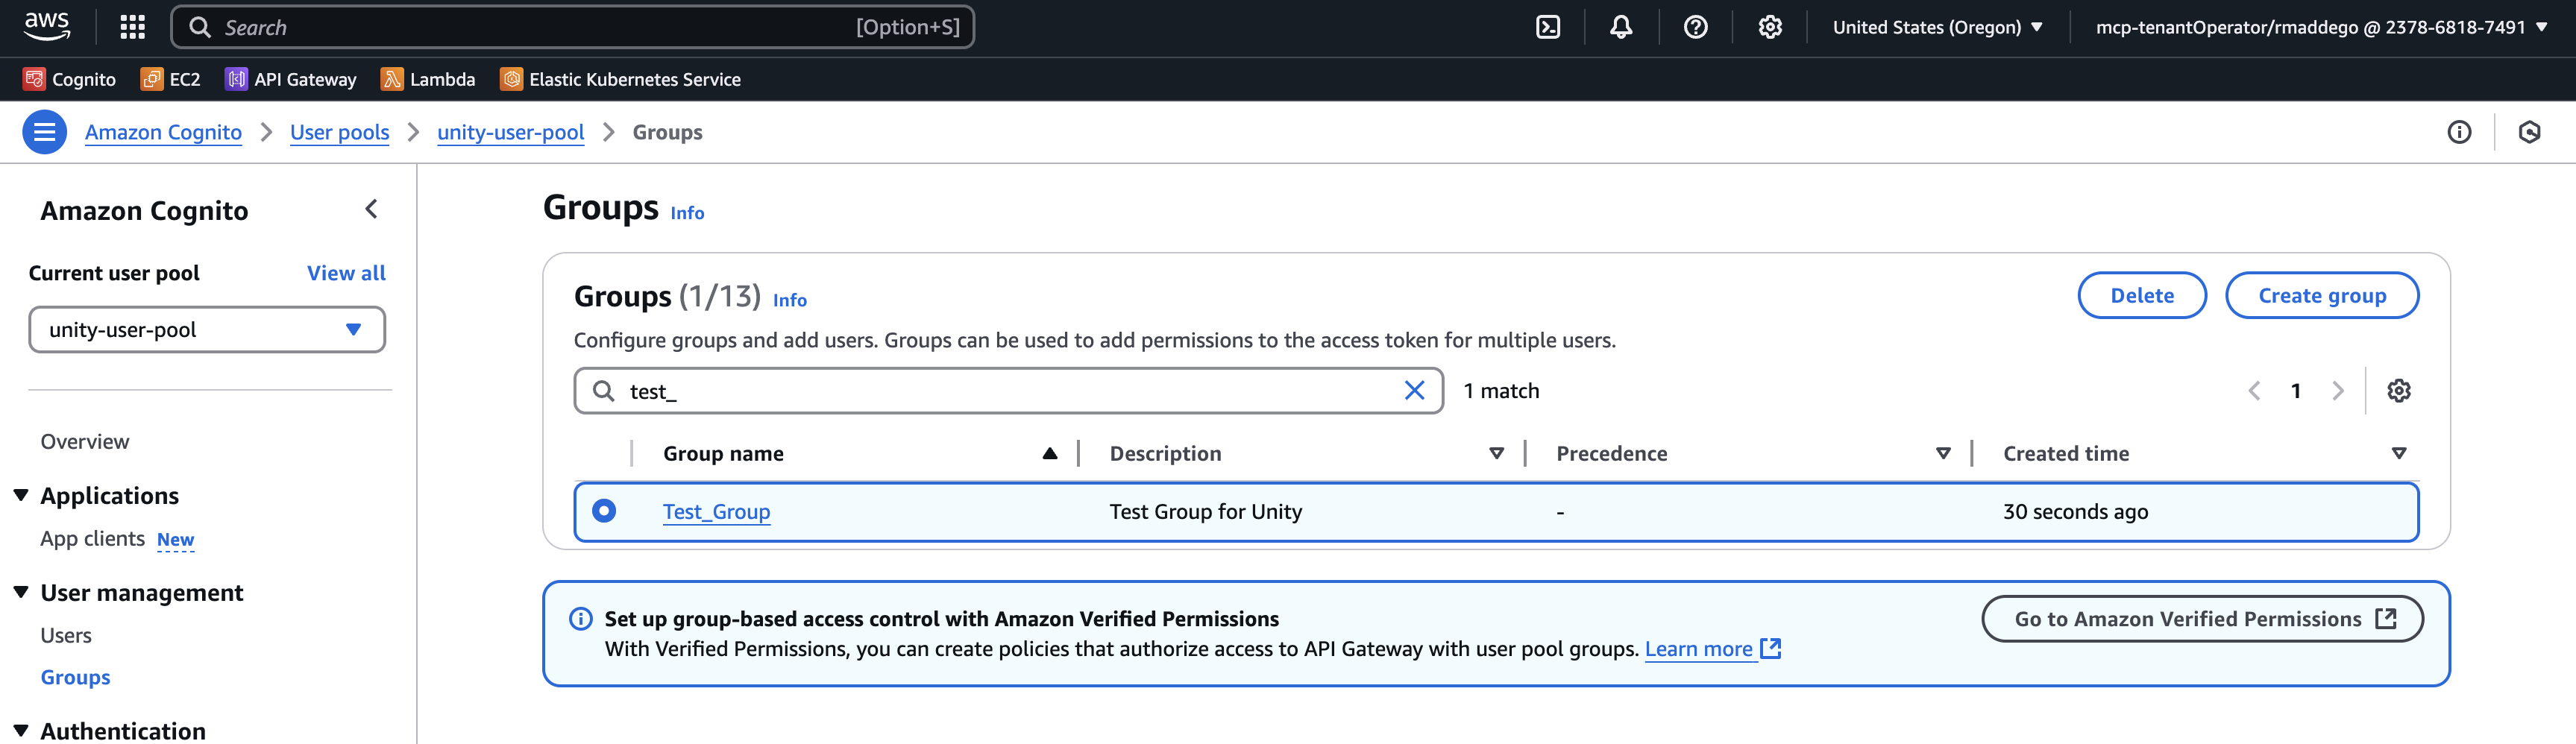 aws
Search [Option+S]
United States (Oregon)
mcp-tenantOperator/rmaddego @ 2378-6818-7491
Cognito EC2 API Gateway Lambda Elastic Kubernetes Service
Amazon Cognito > User pools > unity-user-pool > Groups
Amazon Cognito
Current user pool View all
unity-user-pool
Overview
Applications
App clients New
User management
Users
Groups
Authentication
Groups Info
Groups (1/13) Info
Delete Create group
Configure groups and add users. Groups can be used to add permissions to the access token for multiple users.
test_ 1 match 1
Group name Description Precedence Created time
Test_Group Test Group for Unity - 30 seconds ago
Set up group-based access control with Amazon Verified Permissions
With Verified Permissions, you can create policies that authorize access to API Gateway with user pool groups. Learn more
Go to Amazon Verified Permissions